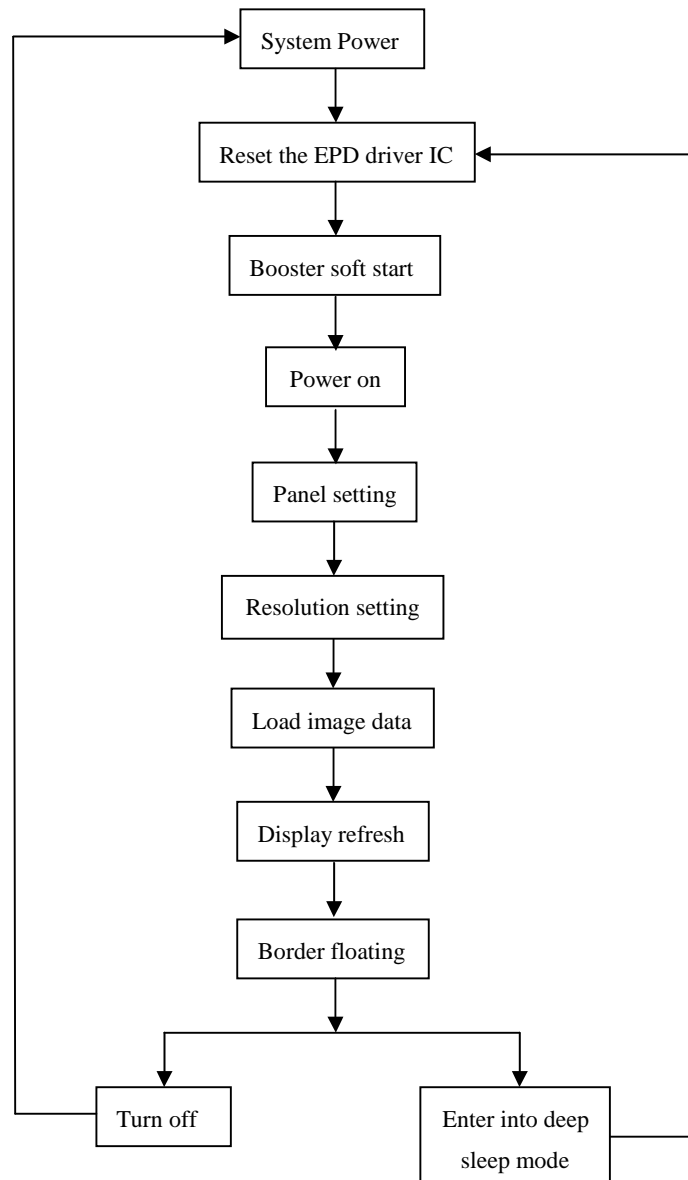 System Power
Reset the EPD driver IC
Booster soft start
Power on
Panel setting
Resolution setting
Load image data
Display refresh
Border floating
Turn off
Enter into deep
sleep mode